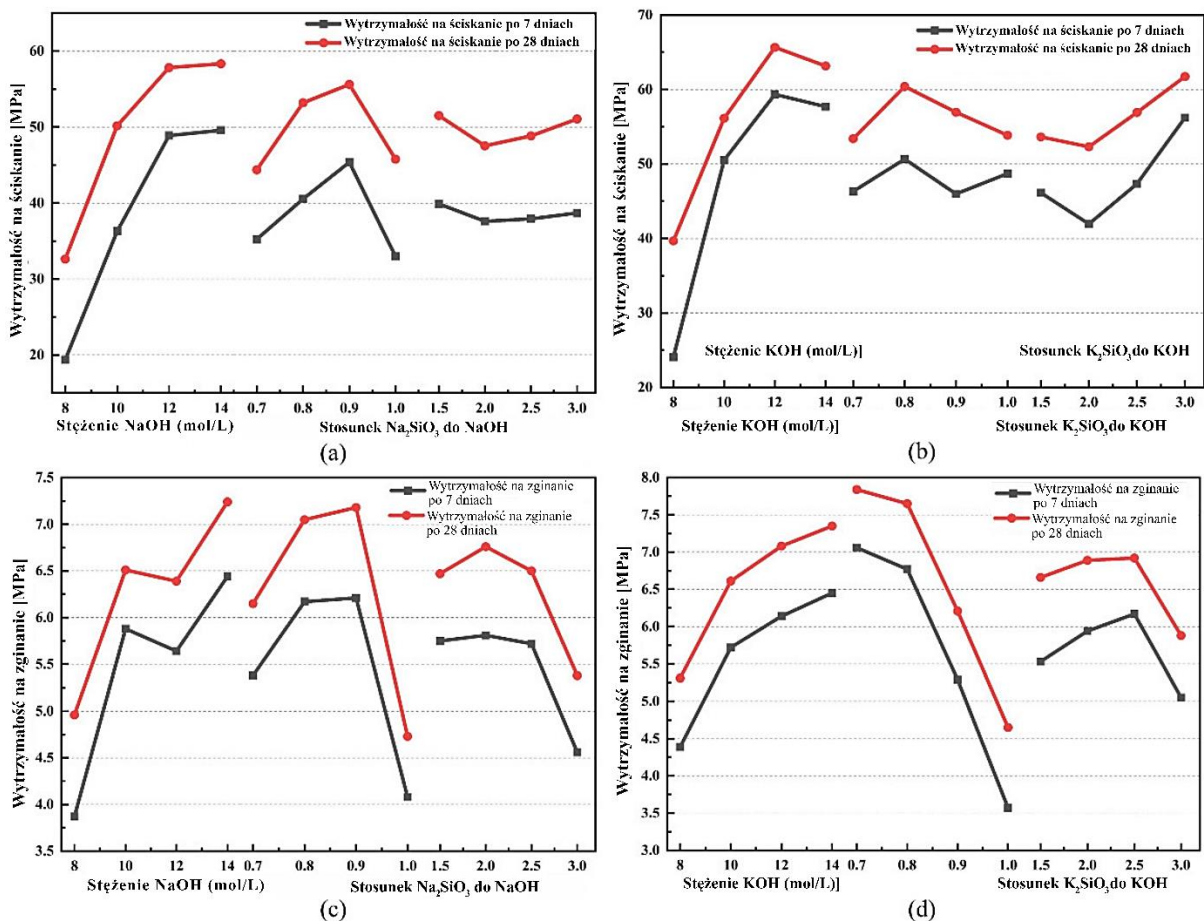 Wytrzymałość na ściskanie po 7 dniach
Wytrzymałość na ściskanie po 28 dniach
Wytrzymałość na ściskanie [MPa]
60
50
40
30
20
8 10 12 14 0.7 0.8 0.9 1.0 1.5 2.0 2.5 3.0
Stężenie NaOH (mol/L) Stosunek Na₂SiO₃ do NaOH
(a)
Wytrzymałość na ściskanie po 7 dniach
Wytrzymałość na ściskanie po 28 dniach
Wytrzymałość na ściskanie [MPa]
70
60
50
40
30
20
Stężenie KOH (mol/L)] Stosunek K₂SiO₃do KOH
8 10 12 14 0.7 0.8 0.9 1.0 1.5 2.0 2.5 3.0
Stężenie KOH (mol/L)] Stosunek K₂SiO₃do KOH
(b)
Wytrzymałość na zginanie
po 7 dniach
Wytrzymałość na zginanie
po 28 dniach
Wytrzymałość na zginanie [MPa]
7.5
7.0
6.5
6.0
5.5
5.0
4.5
4.0
3.5
8 10 12 14 0.7 0.8 0.9 1.0 1.5 2.0 2.5 3.0
Stężenie NaOH (mol/L) Stosunek Na₂SiO₃ do NaOH
(c)
Wytrzymałość na zginanie
po 7 dniach
Wytrzymałość na zginanie
po 28 dniach
Wytrzymałość na zginanie [MPa]
8.0
7.5
7.0
6.5
6.0
5.5
5.0
4.5
4.0
3.5
3.0
8 10 12 14 0.7 0.8 0.9 1.0 1.5 2.0 2.5 3.0
Stężenie KOH (mol/L)] Stosunek K₂SiO₃do KOH
(d)